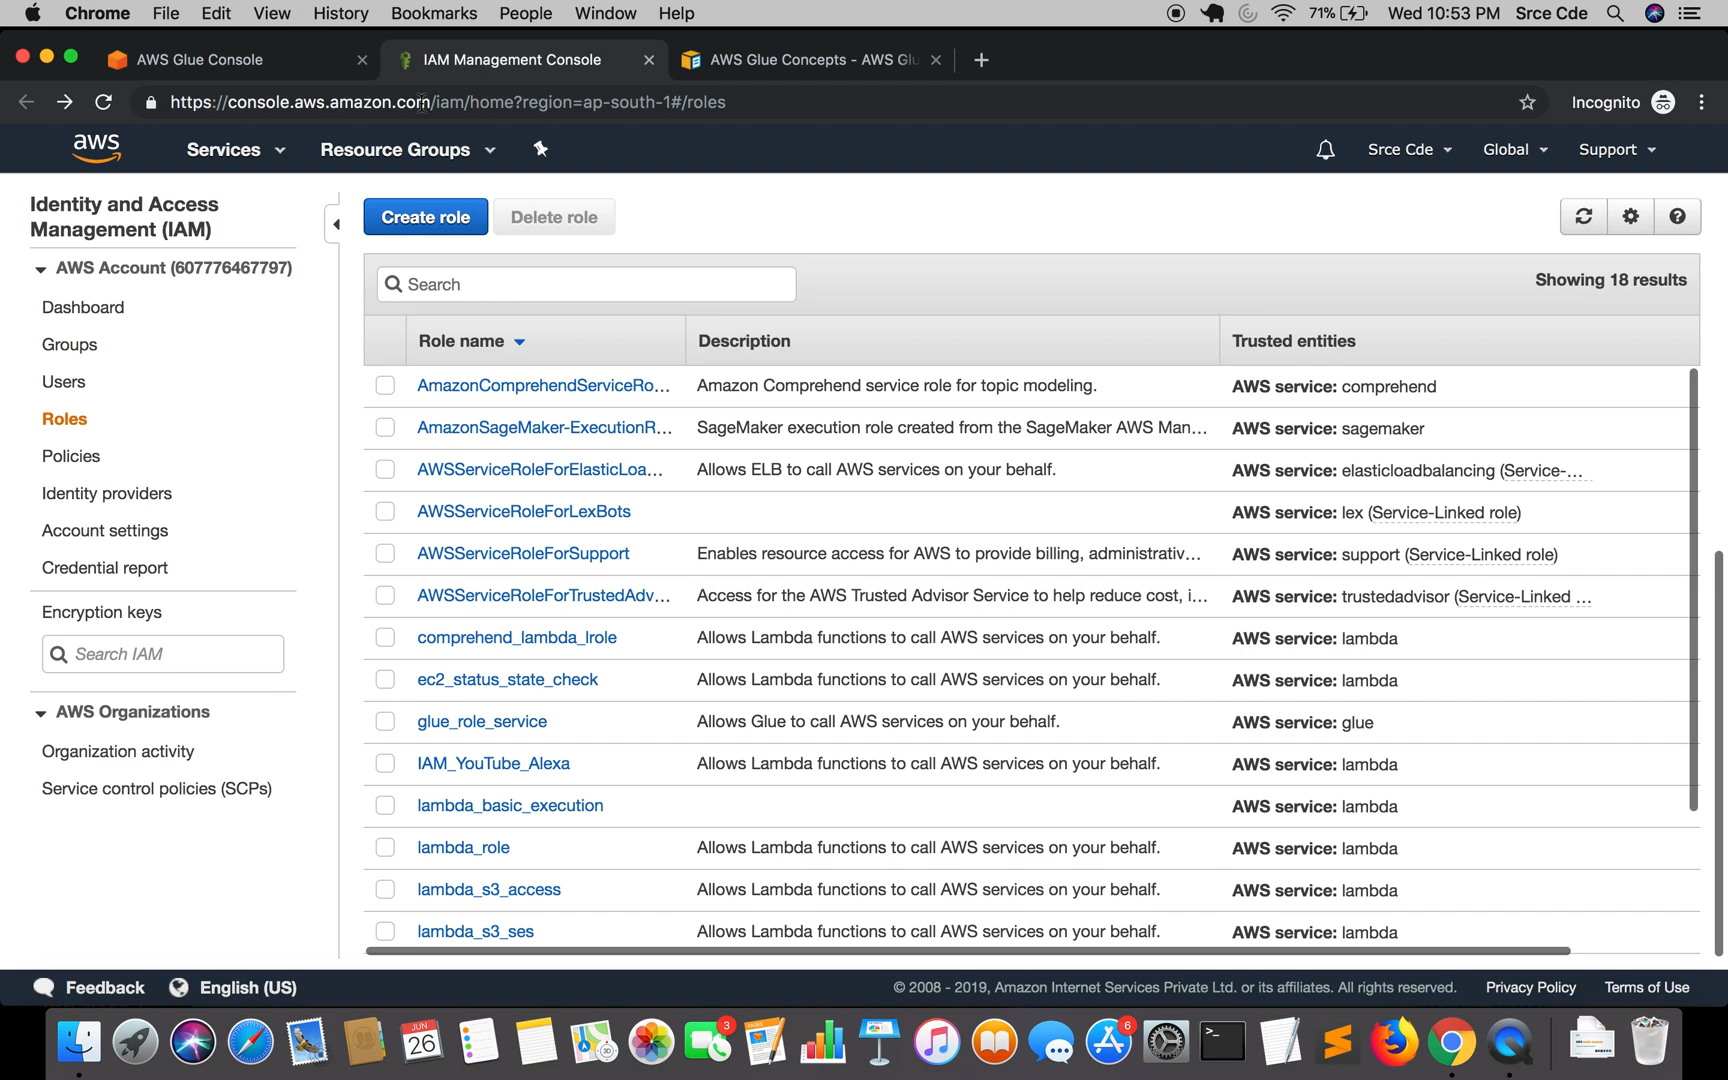 Chrome File Edit View History Bookmarks People Window Help 71% Wed 10:53 PM Srce Cde
AWS Glue Console IAM Management Console AWS Glue Concepts - AWS Glu
https://console.aws.amazon.com/iam/home?region=ap-south-1#/roles Incognito
aws Services Resource Groups Srce Cde Global Support
Identity and Access
Management (IAM)
AWS Account (607776467797)
Dashboard
Groups
Users
Roles
Policies
Identity providers
Account settings
Credential report
Encryption keys
Search IAM
AWS Organizations
Organization activity
Service control policies (SCPs)
Create role Delete role
Search Showing 18 results
Role name Description Trusted entities
AmazonComprehendServiceRo... Amazon Comprehend service role for topic modeling. AWS service: comprehend
AmazonSageMaker-ExecutionR... SageMaker execution role created from the SageMaker AWS Man... AWS service: sagemaker
AWSServiceRoleForElasticLoa... Allows ELB to call AWS services on your behalf. AWS service: elasticloadbalancing (Service-...
AWSServiceRoleForLexBots AWS service: lex (Service-Linked role)
AWSServiceRoleForSupport Enables resource access for AWS to provide billing, administrativ... AWS service: support (Service-Linked role)
AWSServiceRoleForTrustedAdv... Access for the AWS Trusted Advisor Service to help reduce cost, i... AWS service: trustedadvisor (Service-Linked ...
comprehend_lambda_lrole Allows Lambda functions to call AWS services on your behalf. AWS service: lambda
ec2_status_state_check Allows Lambda functions to call AWS services on your behalf. AWS service: lambda
glue_role_service Allows Glue to call AWS services on your behalf. AWS service: glue
IAM_YouTube_Alexa Allows Lambda functions to call AWS services on your behalf. AWS service: lambda
lambda_basic_execution AWS service: lambda
lambda_role Allows Lambda functions to call AWS services on your behalf. AWS service: lambda
lambda_s3_access Allows Lambda functions to call AWS services on your behalf. AWS service: lambda
lambda_s3_ses Allows Lambda functions to call AWS services on your behalf. AWS service: lambda
Feedback English (US) © 2008 - 2019, Amazon Internet Services Private Ltd. or its affiliates. All rights reserved. Privacy Policy Terms of Use
JUN
26
3
6